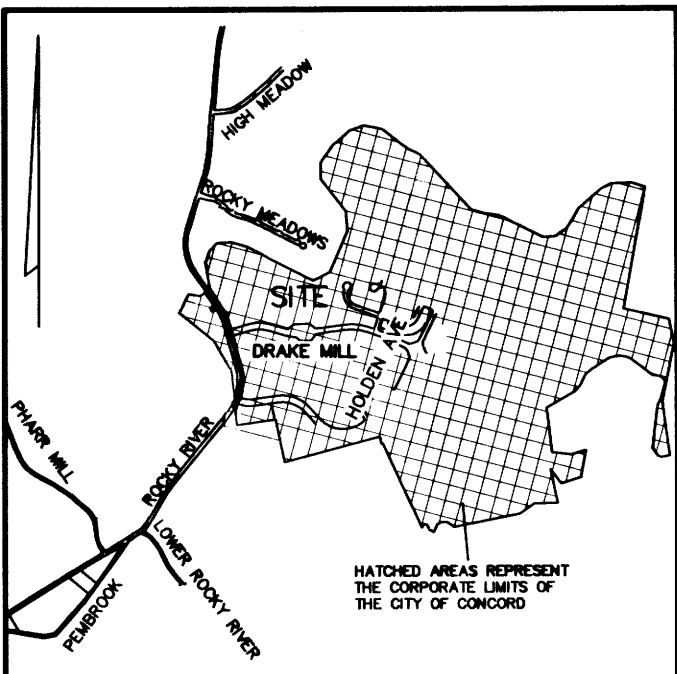 HIGH MEADOW
ROCKY MEADOWS
SITE
DRAKE MILL
HOLDEN AVE
PHARR MILL
ROCKY RIVER
LOWER ROCKY RIVER
PEMBROOK
HATCHED AREAS REPRESENT
THE CORPORATE LIMITS OF
THE CITY OF CONCORD